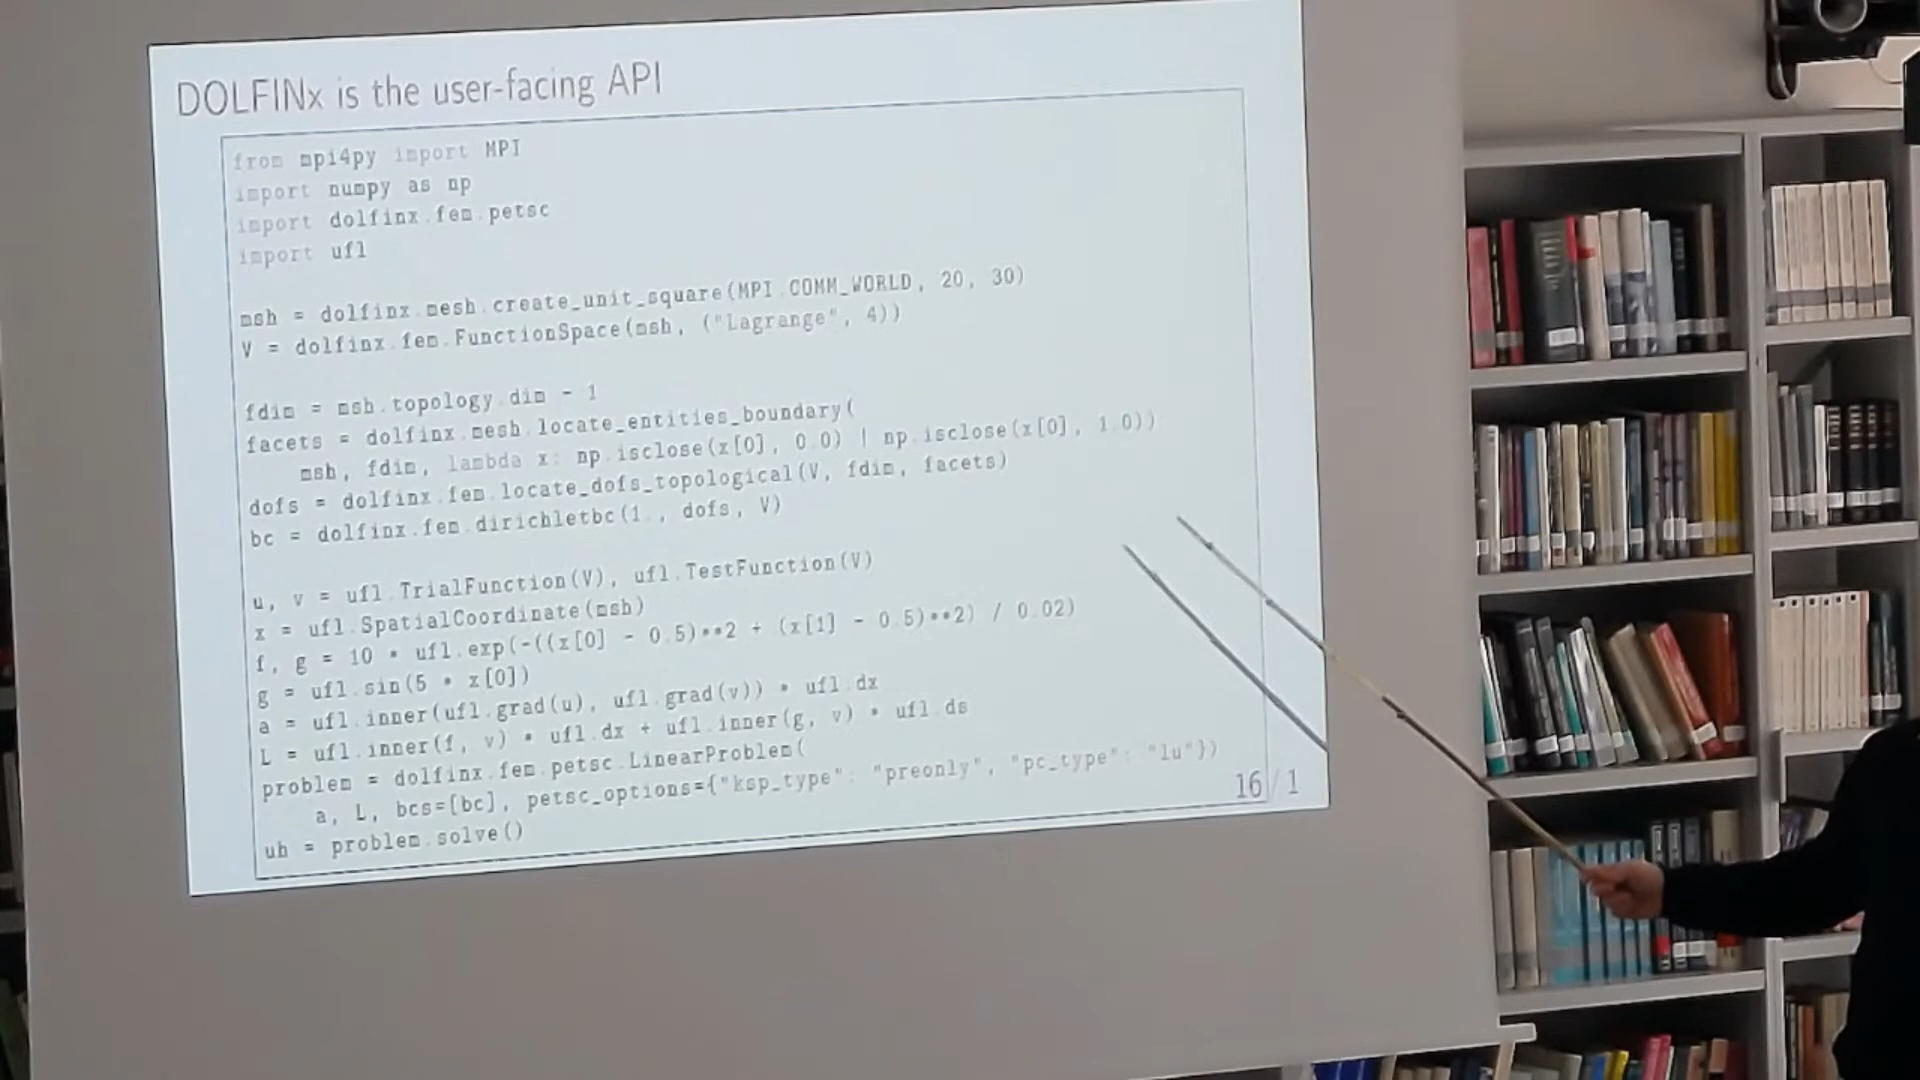 DOLFINx is the user-facing API
from mpi4py import MPI
import numpy as np
import dolfinx.fem.petsc
import ufl
msh = dolfinx.mesh.create_unit_square(MPI.COMM_WORLD, 20, 30)
V = dolfinx.fem.FunctionSpace(msh, ("Lagrange", 4))
fdim = msh.topology.dim - 1
facets = dolfinx.mesh.locate_entities_boundary(
msh, fdim, lambda x: np.isclose(x[0], 0.0) | np.isclose(x[0], 1.0))
dofs = dolfinx.fem.locate_dofs_topological(V, fdim, facets)
bc = dolfinx.fem.dirichletbc(1., dofs, V)
u, v = ufl.TrialFunction(V), ufl.TestFunction(V)
x = ufl.SpatialCoordinate(msh)
f, g = 10 * ufl.exp(-((x[0] - 0.5)**2 + (x[1] - 0.5)**2) / 0.02)
g = ufl.sin(5 * x[0])
a = ufl.inner(ufl.grad(u), ufl.grad(v)) * ufl.dx
L = ufl.inner(f, v) * ufl.dx + ufl.inner(g, v) * ufl.ds
problem = dolfinx.fem.petsc.LinearProblem(
a, L, bcs=[bc], petsc_options={"ksp_type": "preonly", "pc_type": "lu"})
uh = problem.solve()
16 / 1